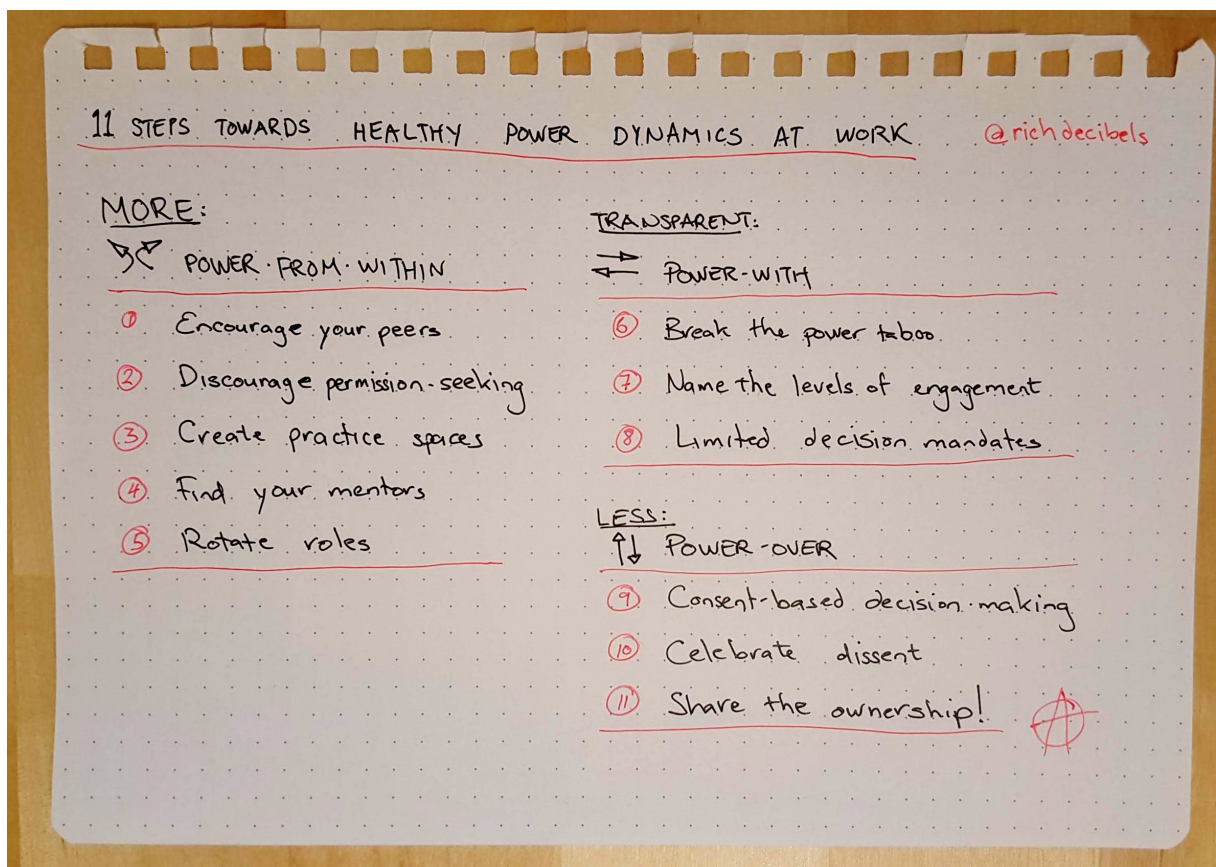 11 STEPS TOWARDS HEALTHY POWER DYNAMICS AT WORK @richdecibels
MORE:
POWER·FROM·WITHIN
1 Encourage your peers
2 Discourage permission-seeking
3 Create practice spaces
4 Find your mentors
5 Rotate roles
TRANSPARENT:
POWER-WITH
6 Break the power taboo
7 Name the levels of engagement
8 Limited decision mandates
LESS:
POWER-OVER
9 Consent-based decision-making
10 Celebrate dissent
11 Share the ownership!